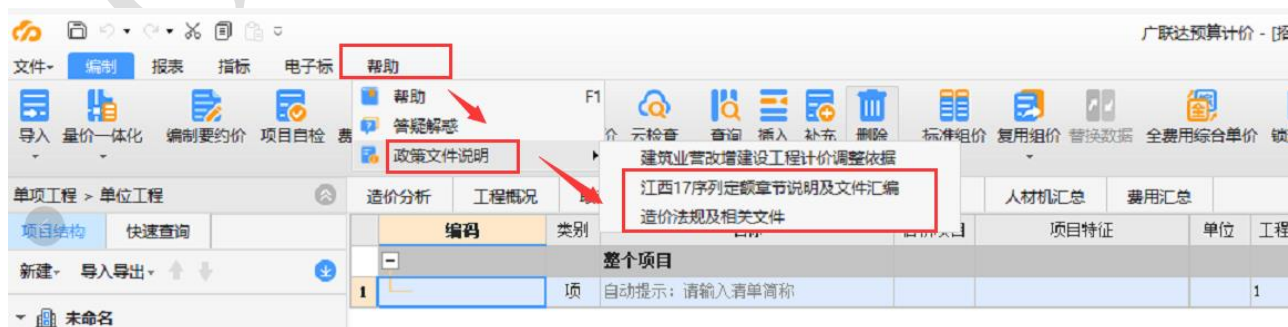 广联达预算计价 - [招
文件 编制 报表 指标 电子标 帮助
帮助 F1
答疑解惑
政策文件说明
导入 量价一体化 编制要约价 项目自检 费 云检查 查询 插入 补充 删除 标准组价 复用组价 替换数据 全费用综合单价 锁
建筑业营改增建设工程计价调整依据
江西17序列定额章节说明及文件汇编
造价法规及相关文件
单项工程 > 单位工程 造价分析 工程概况 人材机汇总 费用汇总
项目结构 快速查询 编码 类别 项目特征 单位 工程
新建 导入导出 整个项目
1 项 自动提示：请输入清单简称 1
未命名